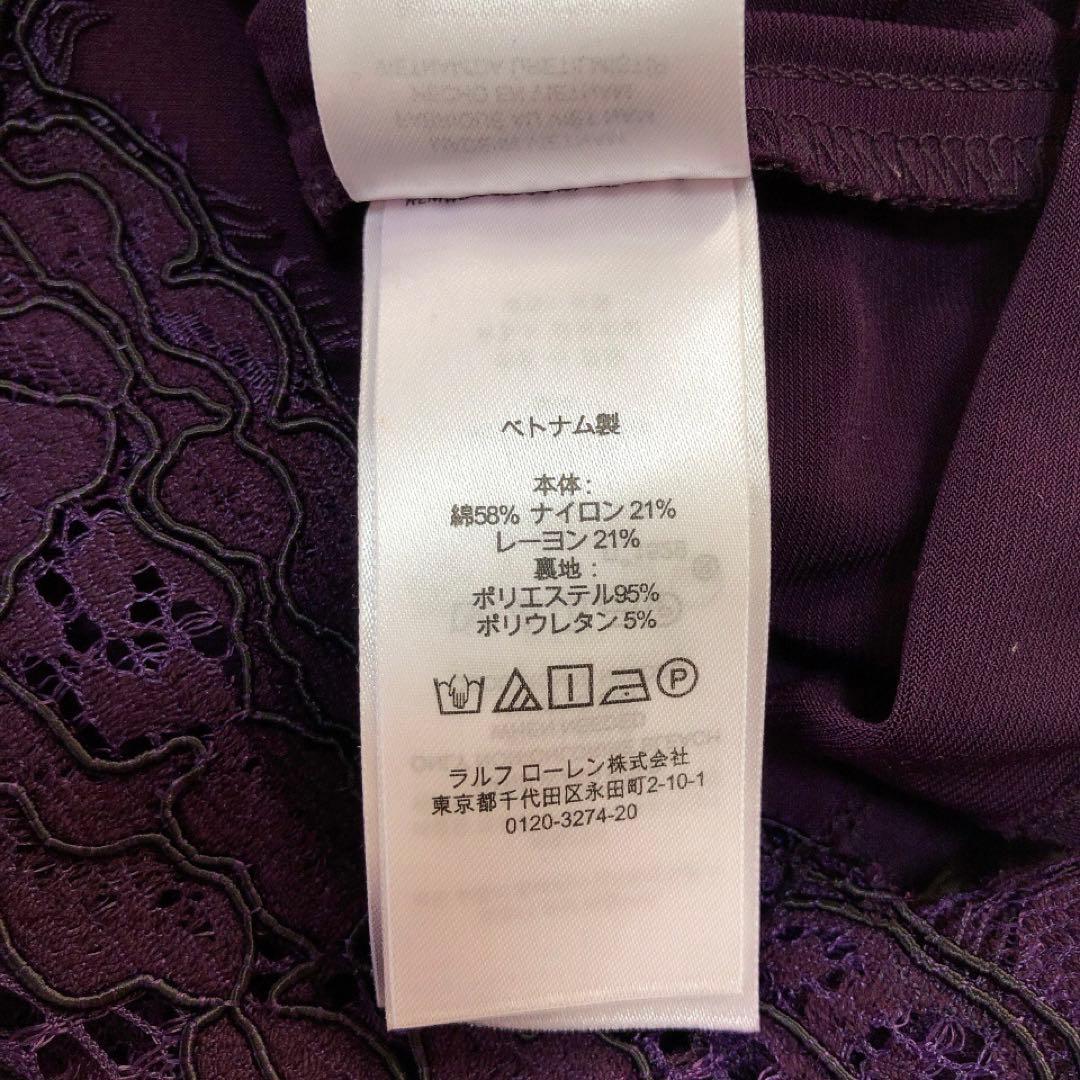 ベトナム製
本体:
綿58% ナイロン21%
レーヨン21%
裏地:
ポリエステル95%
ポリウレタン5%
P
ラルフ ローレン株式会社
東京都千代田区永田町2-10-1
0120-3274-20